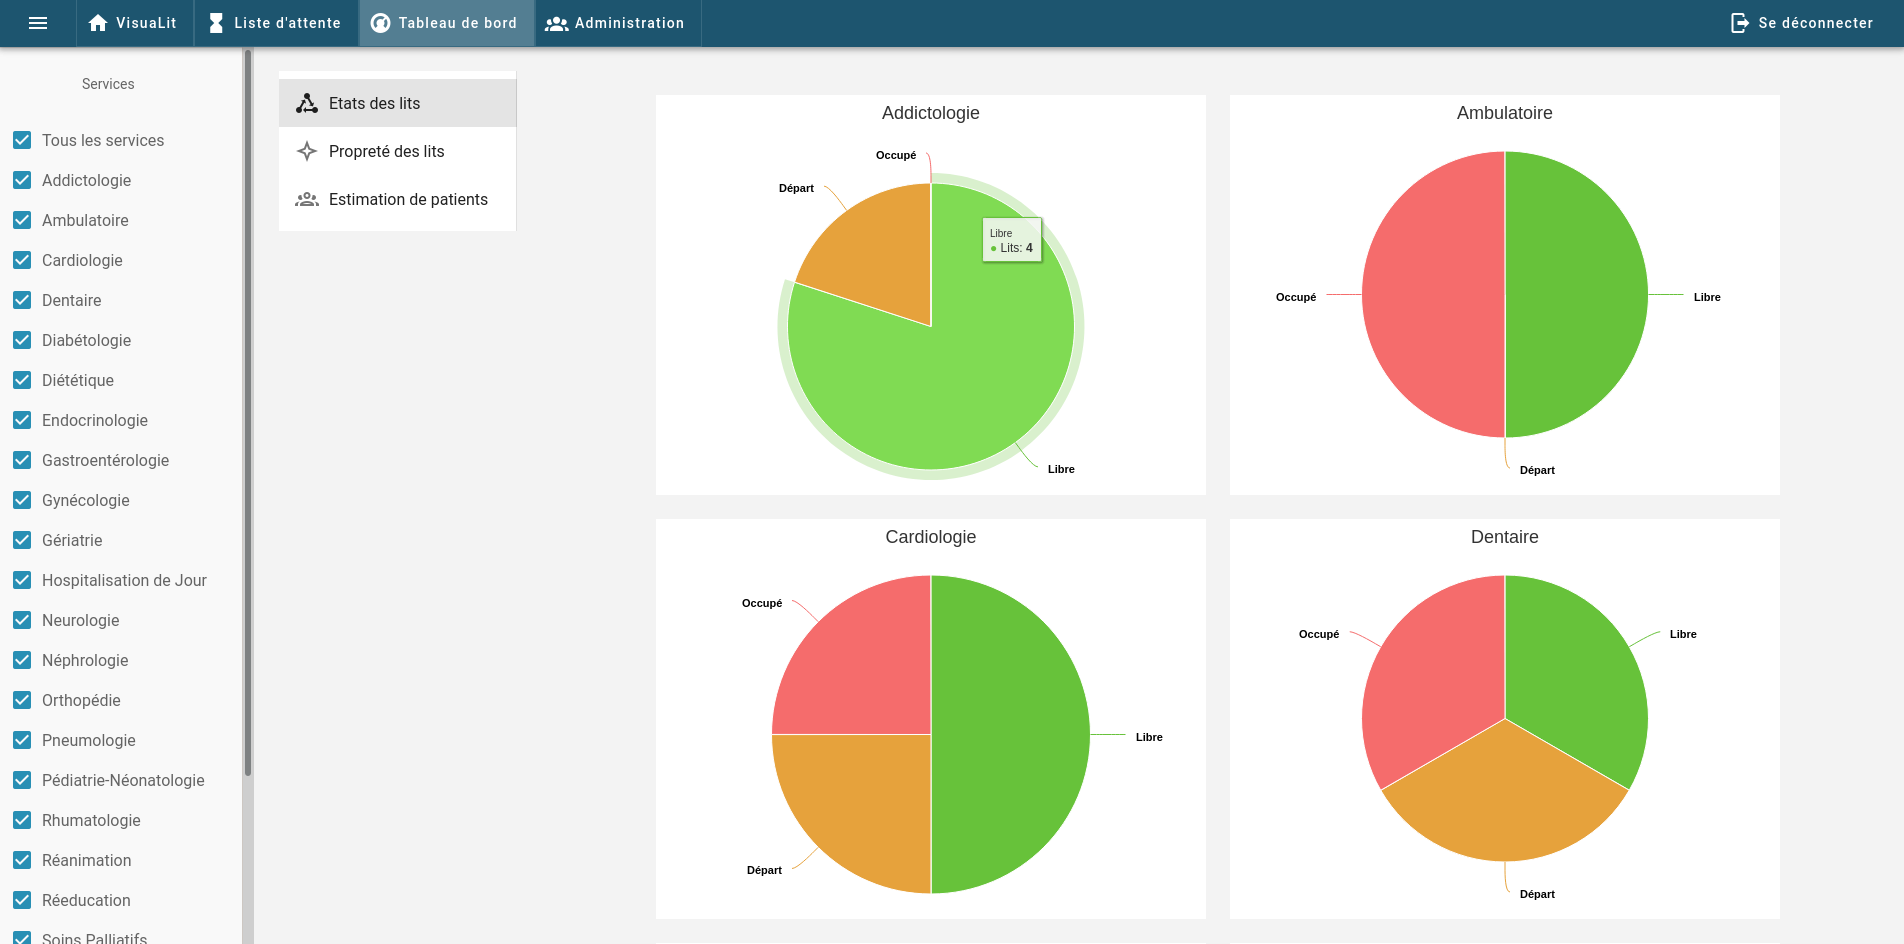 VisuaLit
Liste d'attente
Tableau de bord
Administration
Se déconnecter
Services
Tous les services
Addictologie
Ambulatoire
Cardiologie
Dentaire
Diabétologie
Diététique
Endocrinologie
Gastroentérologie
Gynécologie
Gériatrie
Hospitalisation de Jour
Neurologie
Néphrologie
Orthopédie
Pneumologie
Pédiatrie-Néonatologie
Rhumatologie
Réanimation
Rééducation
Soins Palliatifs
Etats des lits
Propreté des lits
Estimation de patients
Addictologie
Occupé
Départ
Libre
Lits: 4
Libre
Ambulatoire
Occupé
Libre
Départ
Cardiologie
Occupé
Libre
Départ
Dentaire
Occupé
Libre
Départ